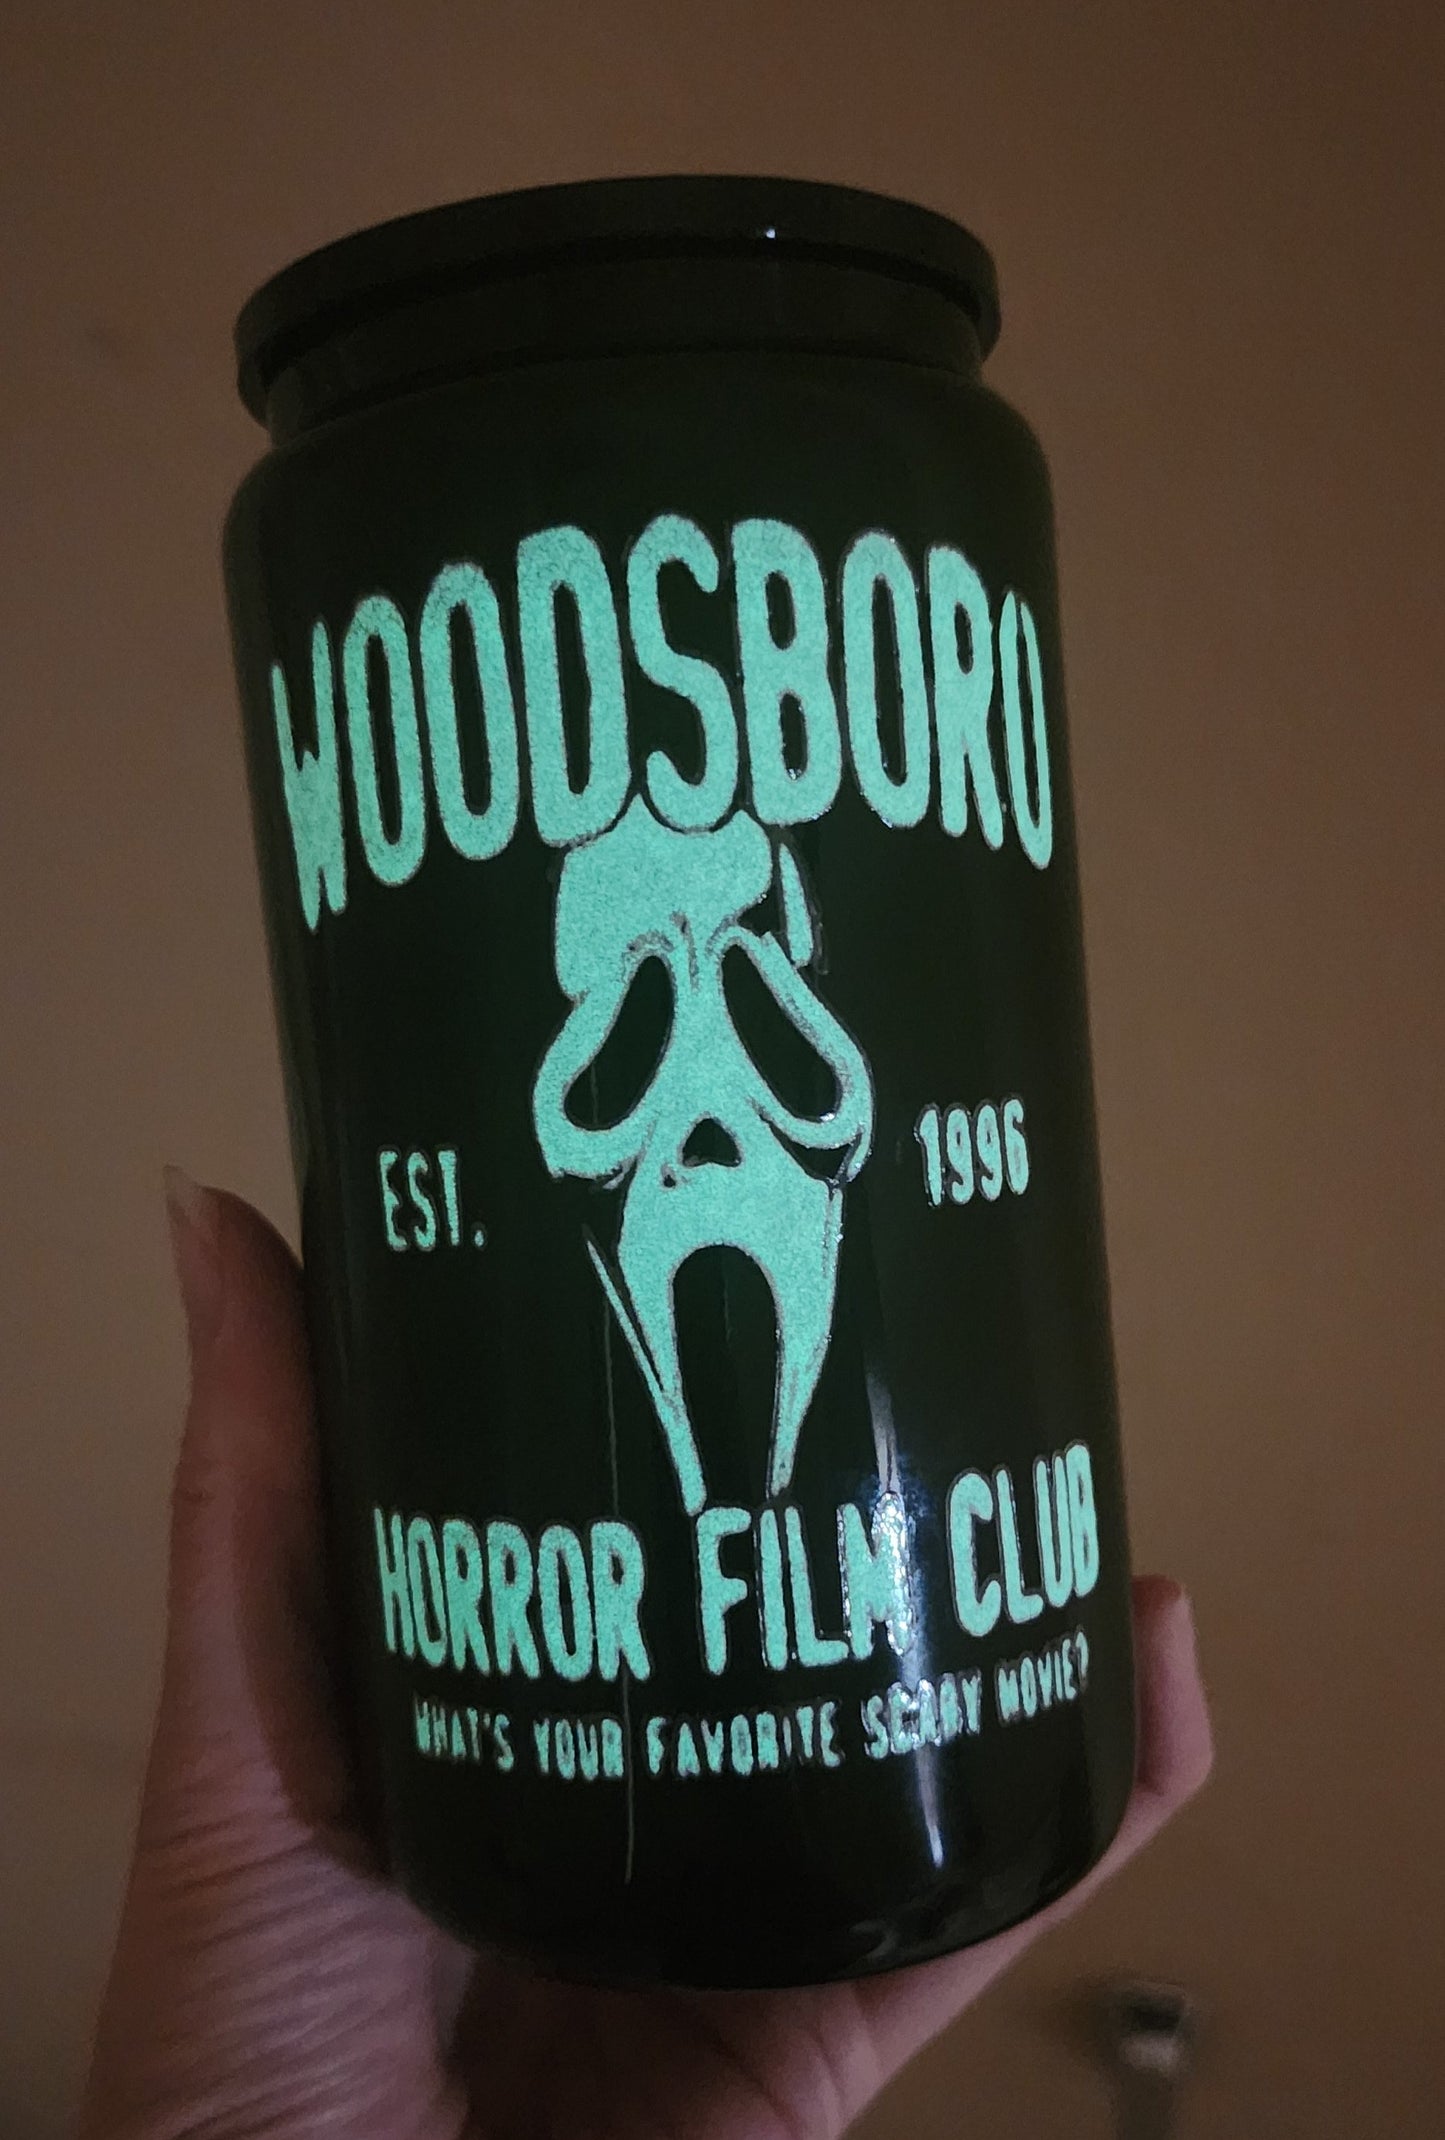 WOODSBORO
EST. 1996
HORROR FILM CLUB
WHAT'S YOUR FAVORITE SCARY MOVIE?